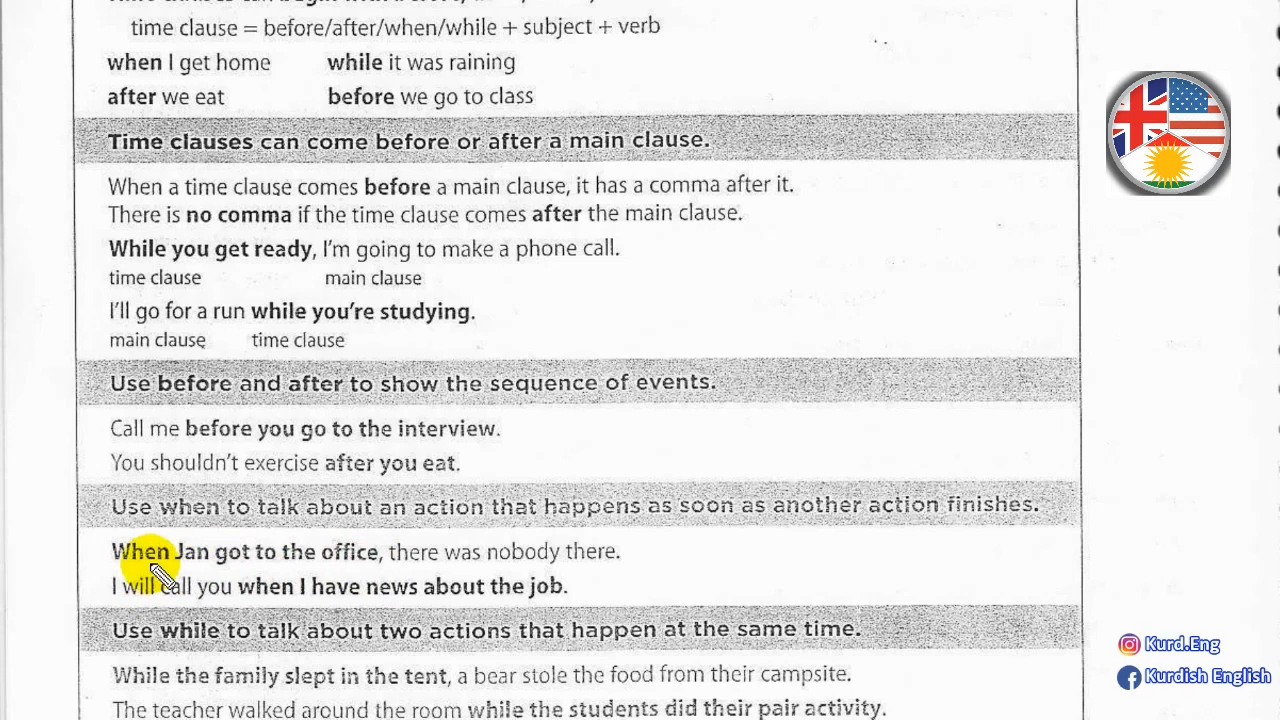 time clause = before/after/when/while + subject + verb
when I get home while it was raining
after we eat before we go to class
Time clauses can come before or after a main clause.
When a time clause comes before a main clause, it has a comma after it.
There is no comma if the time clause comes after the main clause.
While you get ready, I'm going to make a phone call.
time clause main clause
I'll go for a run while you're studying.
main clause time clause
Use before and after to show the sequence of events.
Call me before you go to the interview.
You shouldn't exercise after you eat.
Use when to talk about an action that happens as soon as another action finishes.
When Jan got to the office, there was nobody there.
I will call you when I have news about the job.
Use while to talk about two actions that happen at the same time.
While the family slept in the tent, a bear stole the food from their campsite.
The teacher walked around the room while the students did their pair activity.
Kurd.Eng
Kurdish English